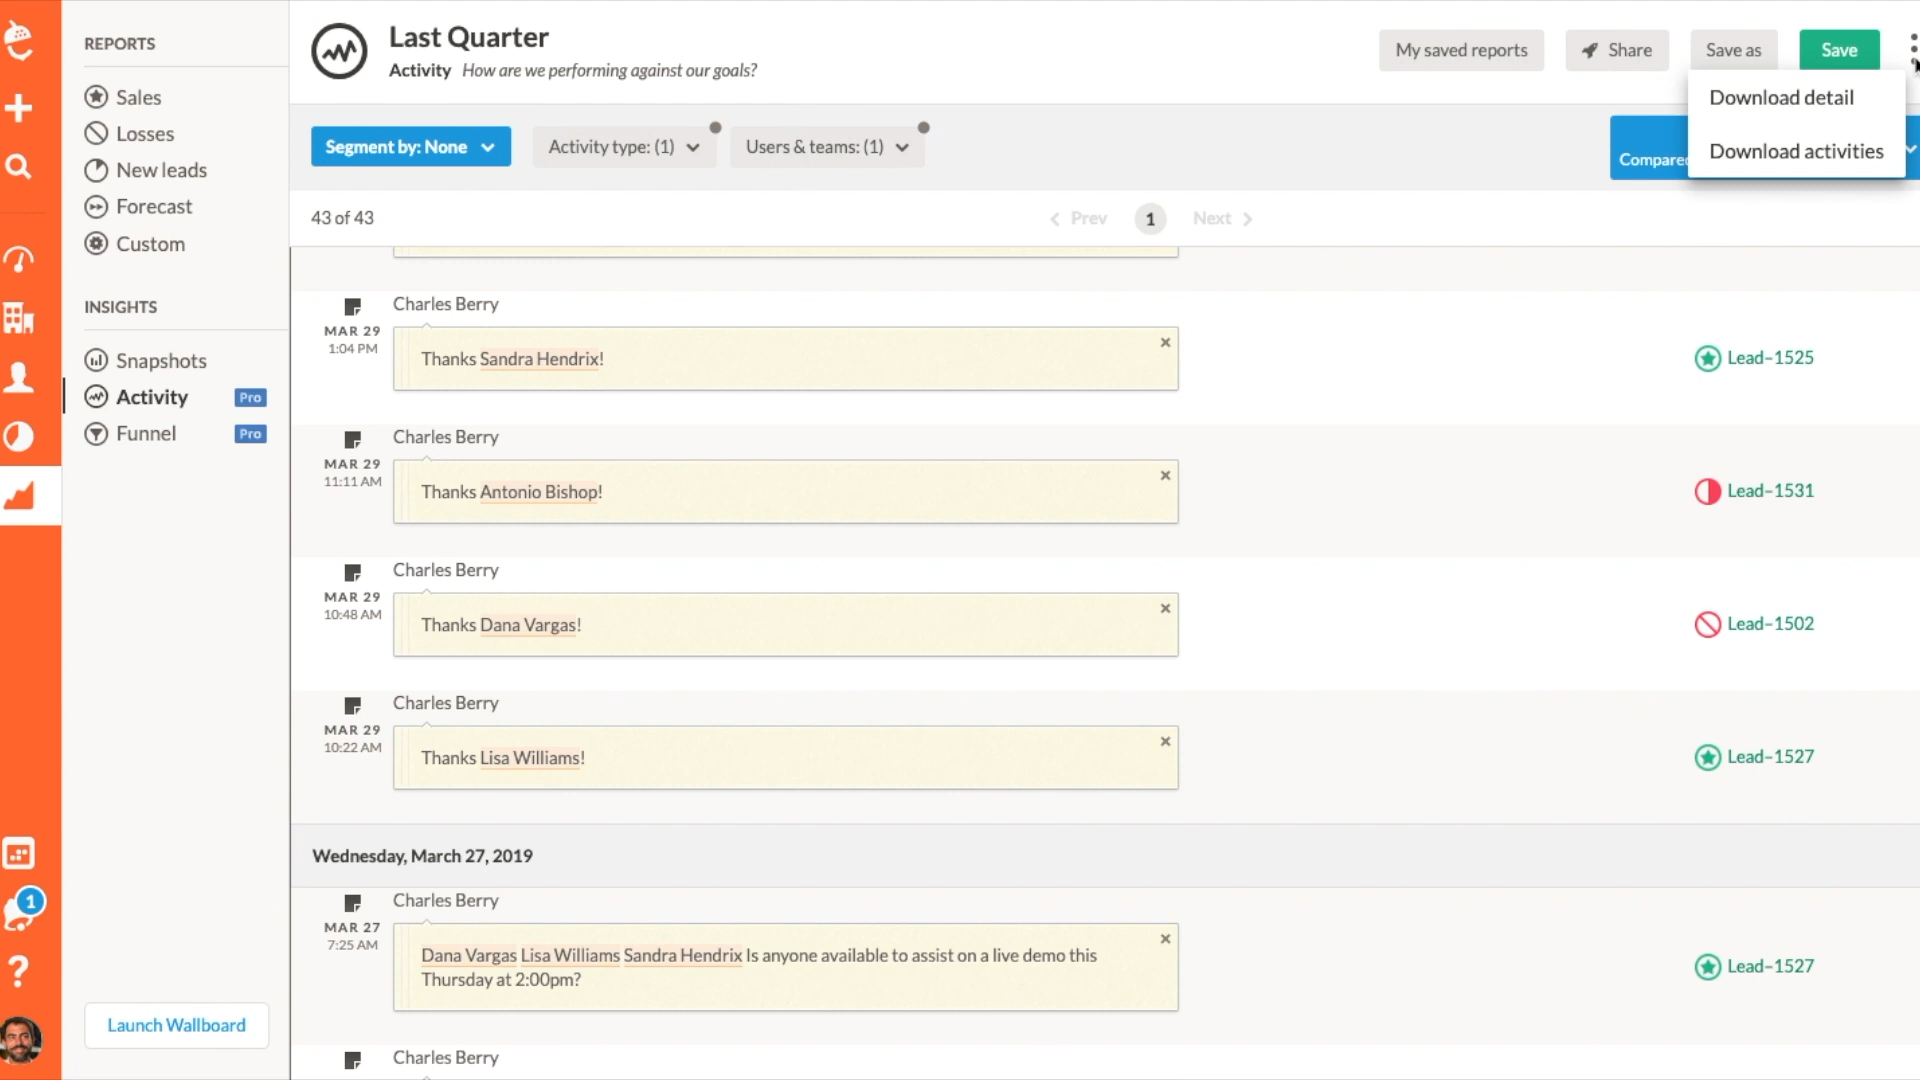 REPORTS
Sales
Losses
New leads
Forecast
Custom
INSIGHTS
Snapshots
Activity Pro
Funnel Pro
Launch Wallboard
1
Last Quarter
Activity How are we performing against our goals?
My saved reports
Share
Save as
Save
Download detail
Download activities
Segment by: None
Activity type: (1)
Users & teams: (1)
Compared
43 of 43
Prev 1 Next
Charles Berry
MAR 29
1:04 PM
Thanks Sandra Hendrix!
Lead-1525
Charles Berry
MAR 29
11:11 AM
Thanks Antonio Bishop!
Lead-1531
Charles Berry
MAR 29
10:48 AM
Thanks Dana Vargas!
Lead-1502
Charles Berry
MAR 29
10:22 AM
Thanks Lisa Williams!
Lead-1527
Wednesday, March 27, 2019
Charles Berry
MAR 27
7:25 AM
Dana Vargas Lisa Williams Sandra Hendrix Is anyone available to assist on a live demo this
Thursday at 2:00pm?
Lead-1527
Charles Berry